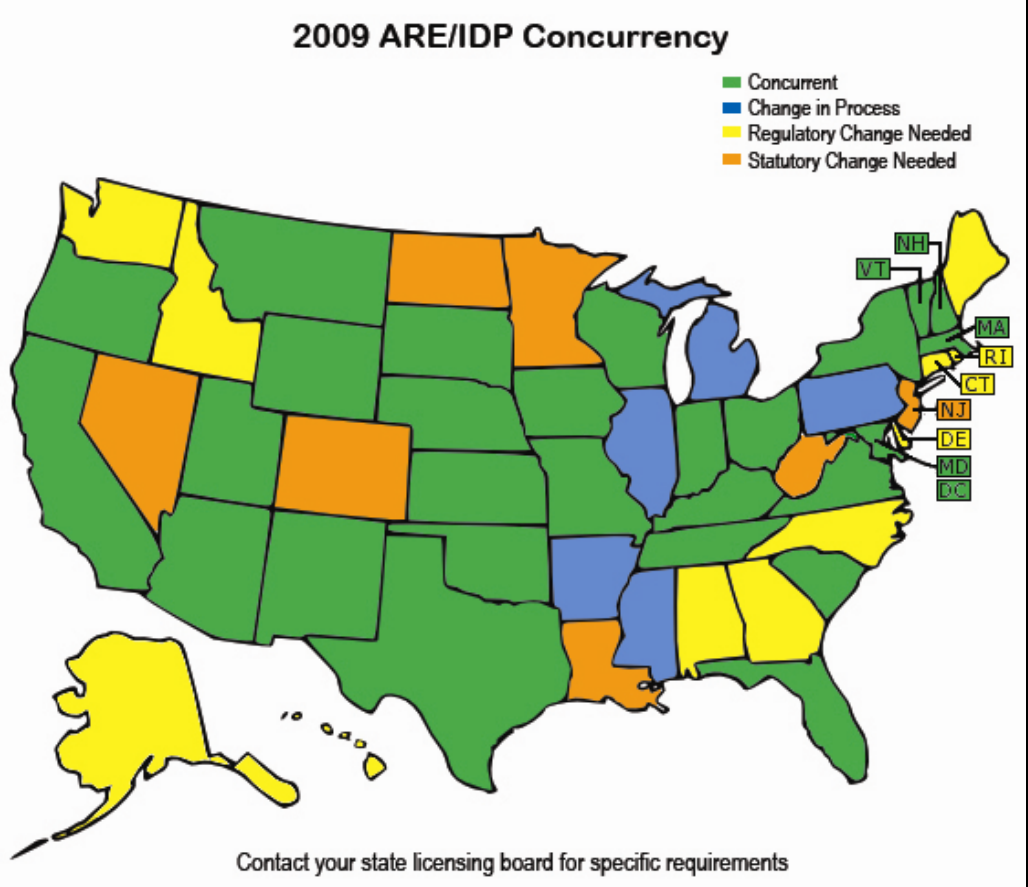 2009 ARE/IDP Concurrency
Concurrent
Change in Process
Regulatory Change Needed
Statutory Change Needed
NH
VT
MA
RI
CT
NJ
DE
MD
DC
Contact your state licensing board for specific requirements